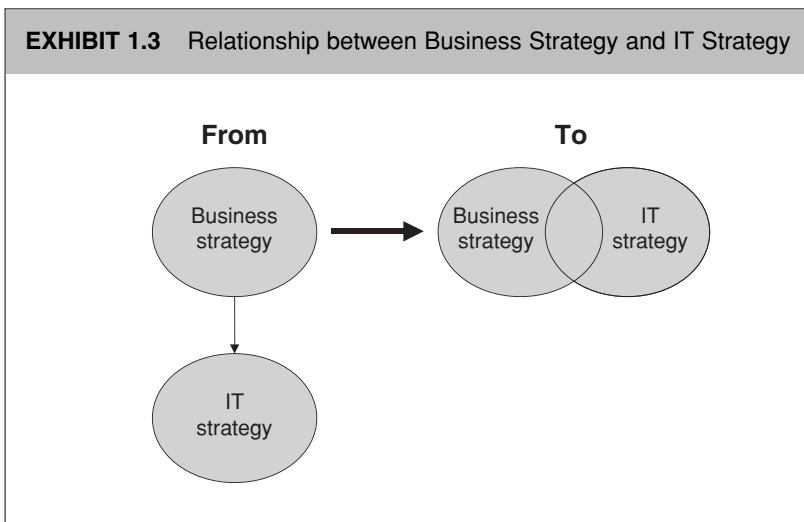 EXHIBIT 1.3 Relationship between Business Strategy and IT Strategy
From
To
Business
strategy
Business
strategy
IT
strategy
IT
strategy